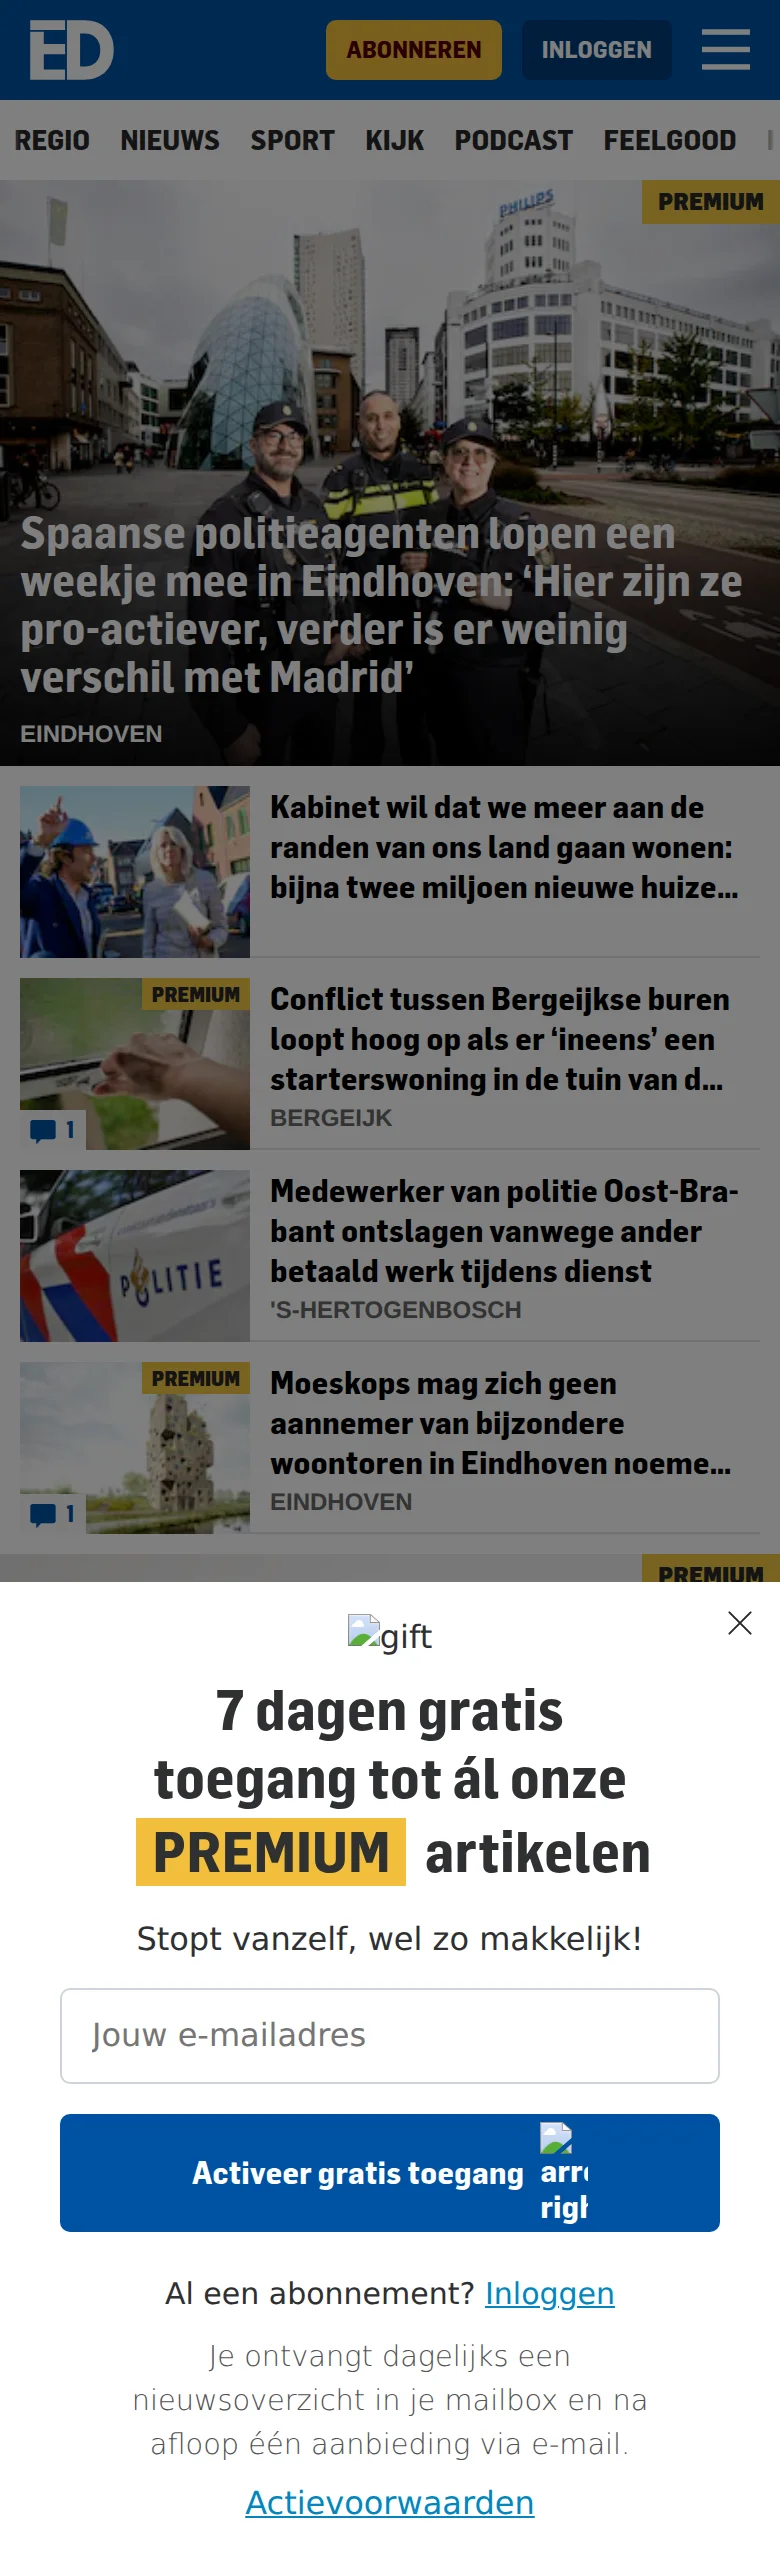 ED
ABONNEREN
INLOGGEN
REGIO NIEUWS SPORT KIJK PODCAST FEELGOOD
PREMIUM
PHILIPS
Spaanse politieagenten lopen een
weekje mee in Eindhoven: ‘Hier zijn ze
pro-actiever, verder is er weinig
verschil met Madrid’
EINDHOVEN
Kabinet wil dat we meer aan de
randen van ons land gaan wonen:
bijna twee miljoen nieuwe huize...
PREMIUM
1
Conflict tussen Bergeijkse buren
loopt hoog op als er ‘ineens’ een
starterswoning in de tuin van d...
BERGEIJK
POLITIE
Medewerker van politie Oost-Bra-
bant ontslagen vanwege ander
betaald werk tijdens dienst
'S-HERTOGENBOSCH
PREMIUM
1
Moeskops mag zich geen
aannemer van bijzondere
woontoren in Eindhoven noeme...
EINDHOVEN
PREMIUM
gift
7 dagen gratis
toegang tot ál onze
PREMIUM artikelen
Stopt vanzelf, wel zo makkelijk!
Jouw e-mailadres
Activeer gratis toegang
Al een abonnement? Inloggen
Je ontvangt dagelijks een
nieuwsoverzicht in je mailbox en na
afloop één aanbieding via e-mail.
Actievoorwaarden